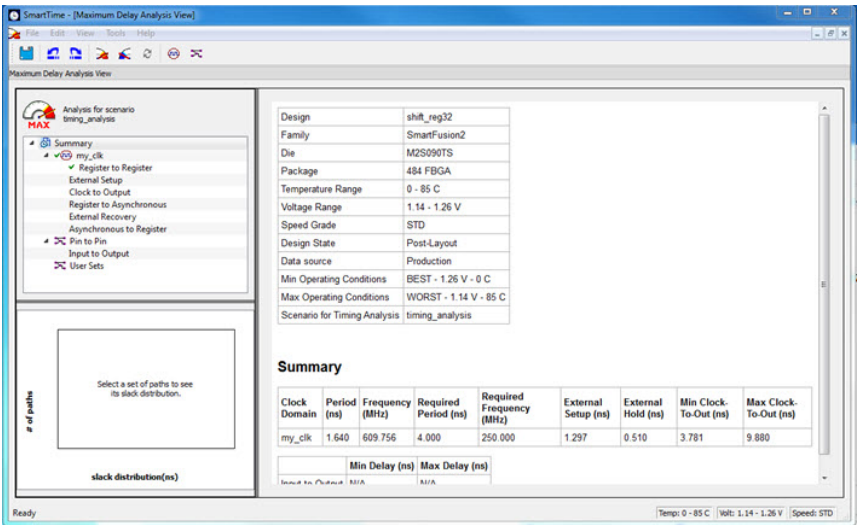 SmartTime - [Maximum Delay Analysis View]
File Edit View Tools Help
Maximum Delay Analysis View
MAX
Analysis for scenario
timing_analysis
Summary
my_clk
Register to Register
External Setup
Clock to Output
Register to Asynchronous
External Recovery
Asynchronous to Register
Pin to Pin
Input to Output
User Sets
# of paths
Select a set of paths to see
its slack distribution.
slack distribution(ns)
Design shift_reg32
Family SmartFusion2
Die M2S090TS
Package 484 FBGA
Temperature Range 0 - 85 C
Voltage Range 1.14 - 1.26 V
Speed Grade STD
Design State Post-Layout
Data source Production
Min Operating Conditions BEST - 1.26 V - 0 C
Max Operating Conditions WORST - 1.14 V - 85 C
Scenario for Timing Analysis timing_analysis
Summary
Clock Domain Period (ns) Frequency (MHz) Required Period (ns) Required Frequency (MHz) External Setup (ns) External Hold (ns) Min Clock-To-Out (ns) Max Clock-To-Out (ns)
my_clk 1.640 609.756 4.000 250.000 1.297 0.510 3.781 9.880
Min Delay (ns) Max Delay (ns)
Input to Output N/A N/A
Ready
Temp: 0 - 85 C Volt: 1.14 - 1.26 V Speed: STD